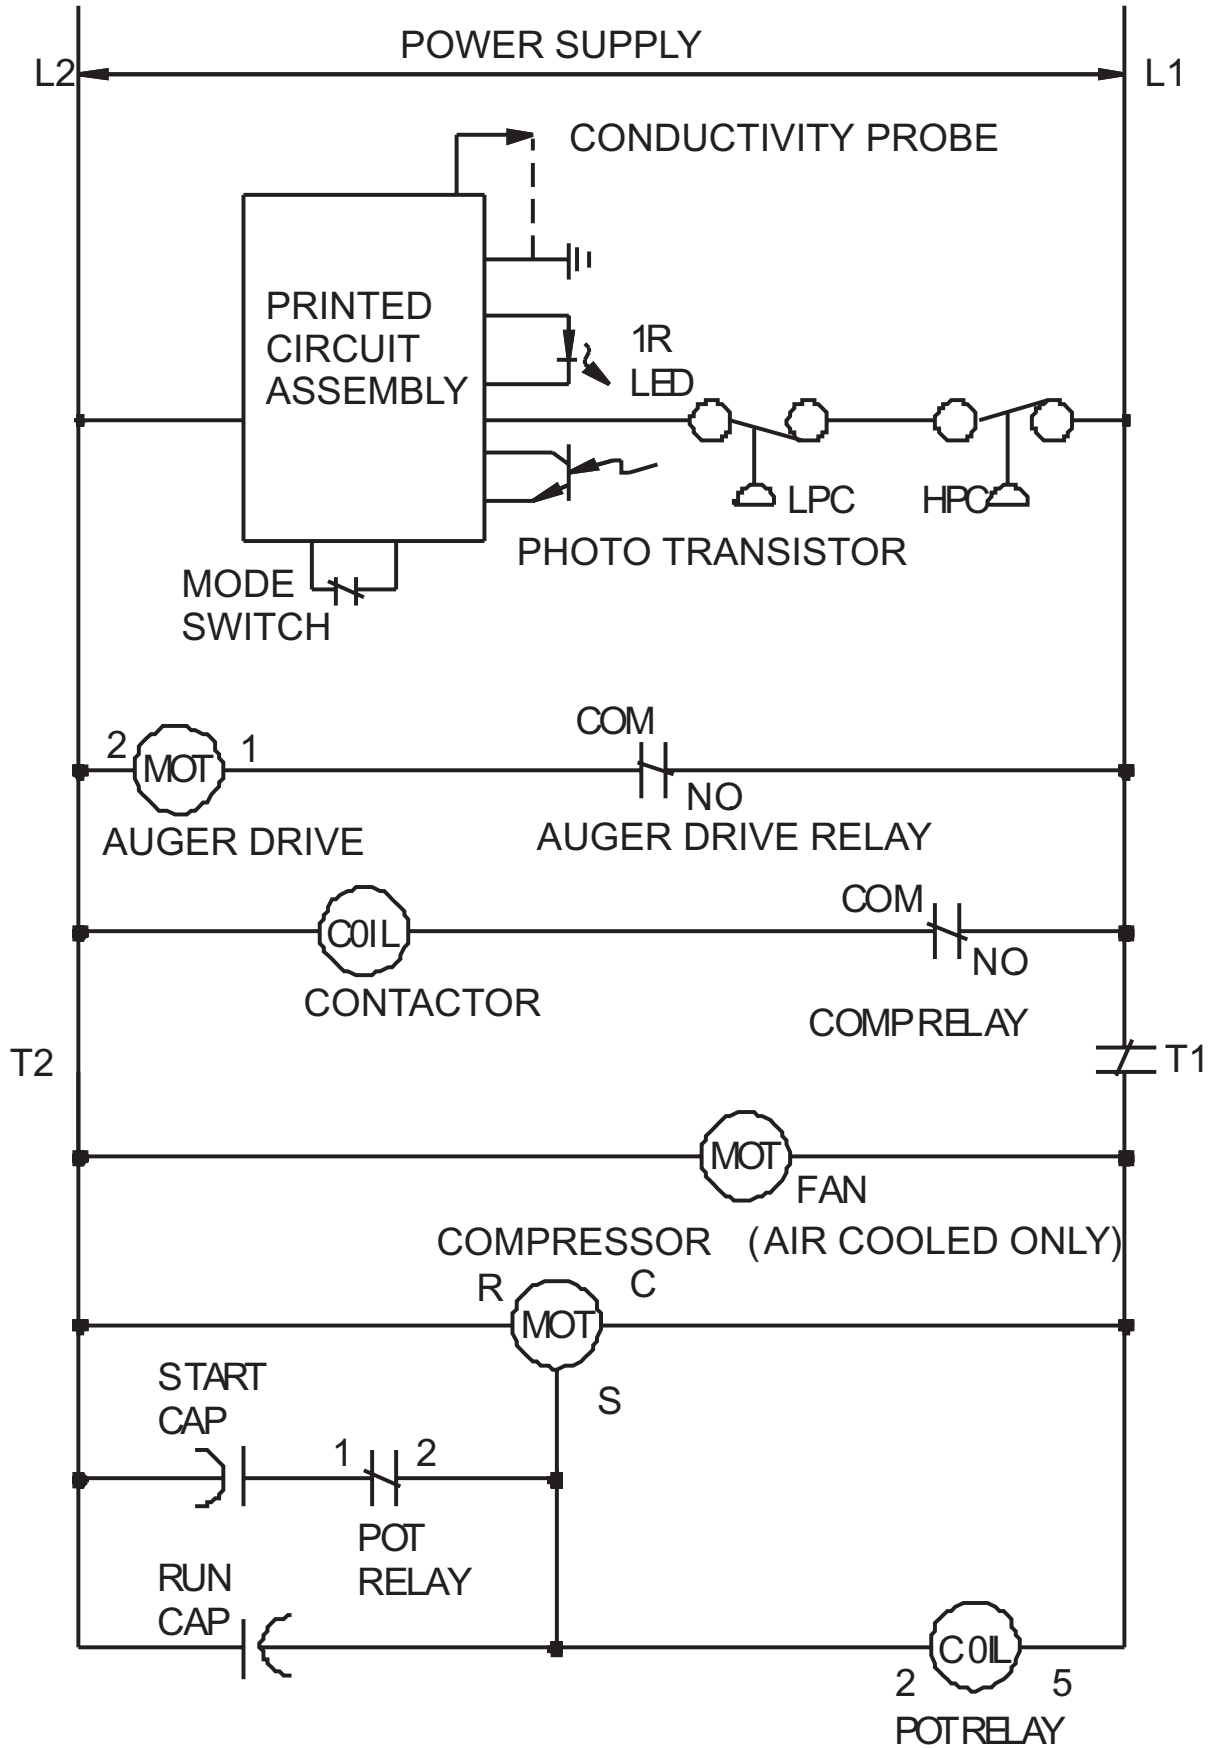 POWER SUPPLY
L2
L1
CONDUCTIVITY PROBE
PRINTED
CIRCUIT
ASSEMBLY
1R
LED
LPC
HPC
PHOTO TRANSISTOR
MODE
SWITCH
COM
2
MOT
1
NO
AUGER DRIVE
AUGER DRIVE RELAY
COM
C0IL
NO
CONTACTOR
COMP RELAY
T2
T1
MOT
FAN
COMPRESSOR
(AIR COOLED ONLY)
R
C
MOT
S
START
CAP
1
2
POT
RELAY
RUN
CAP
C0IL
2
5
POT RELAY